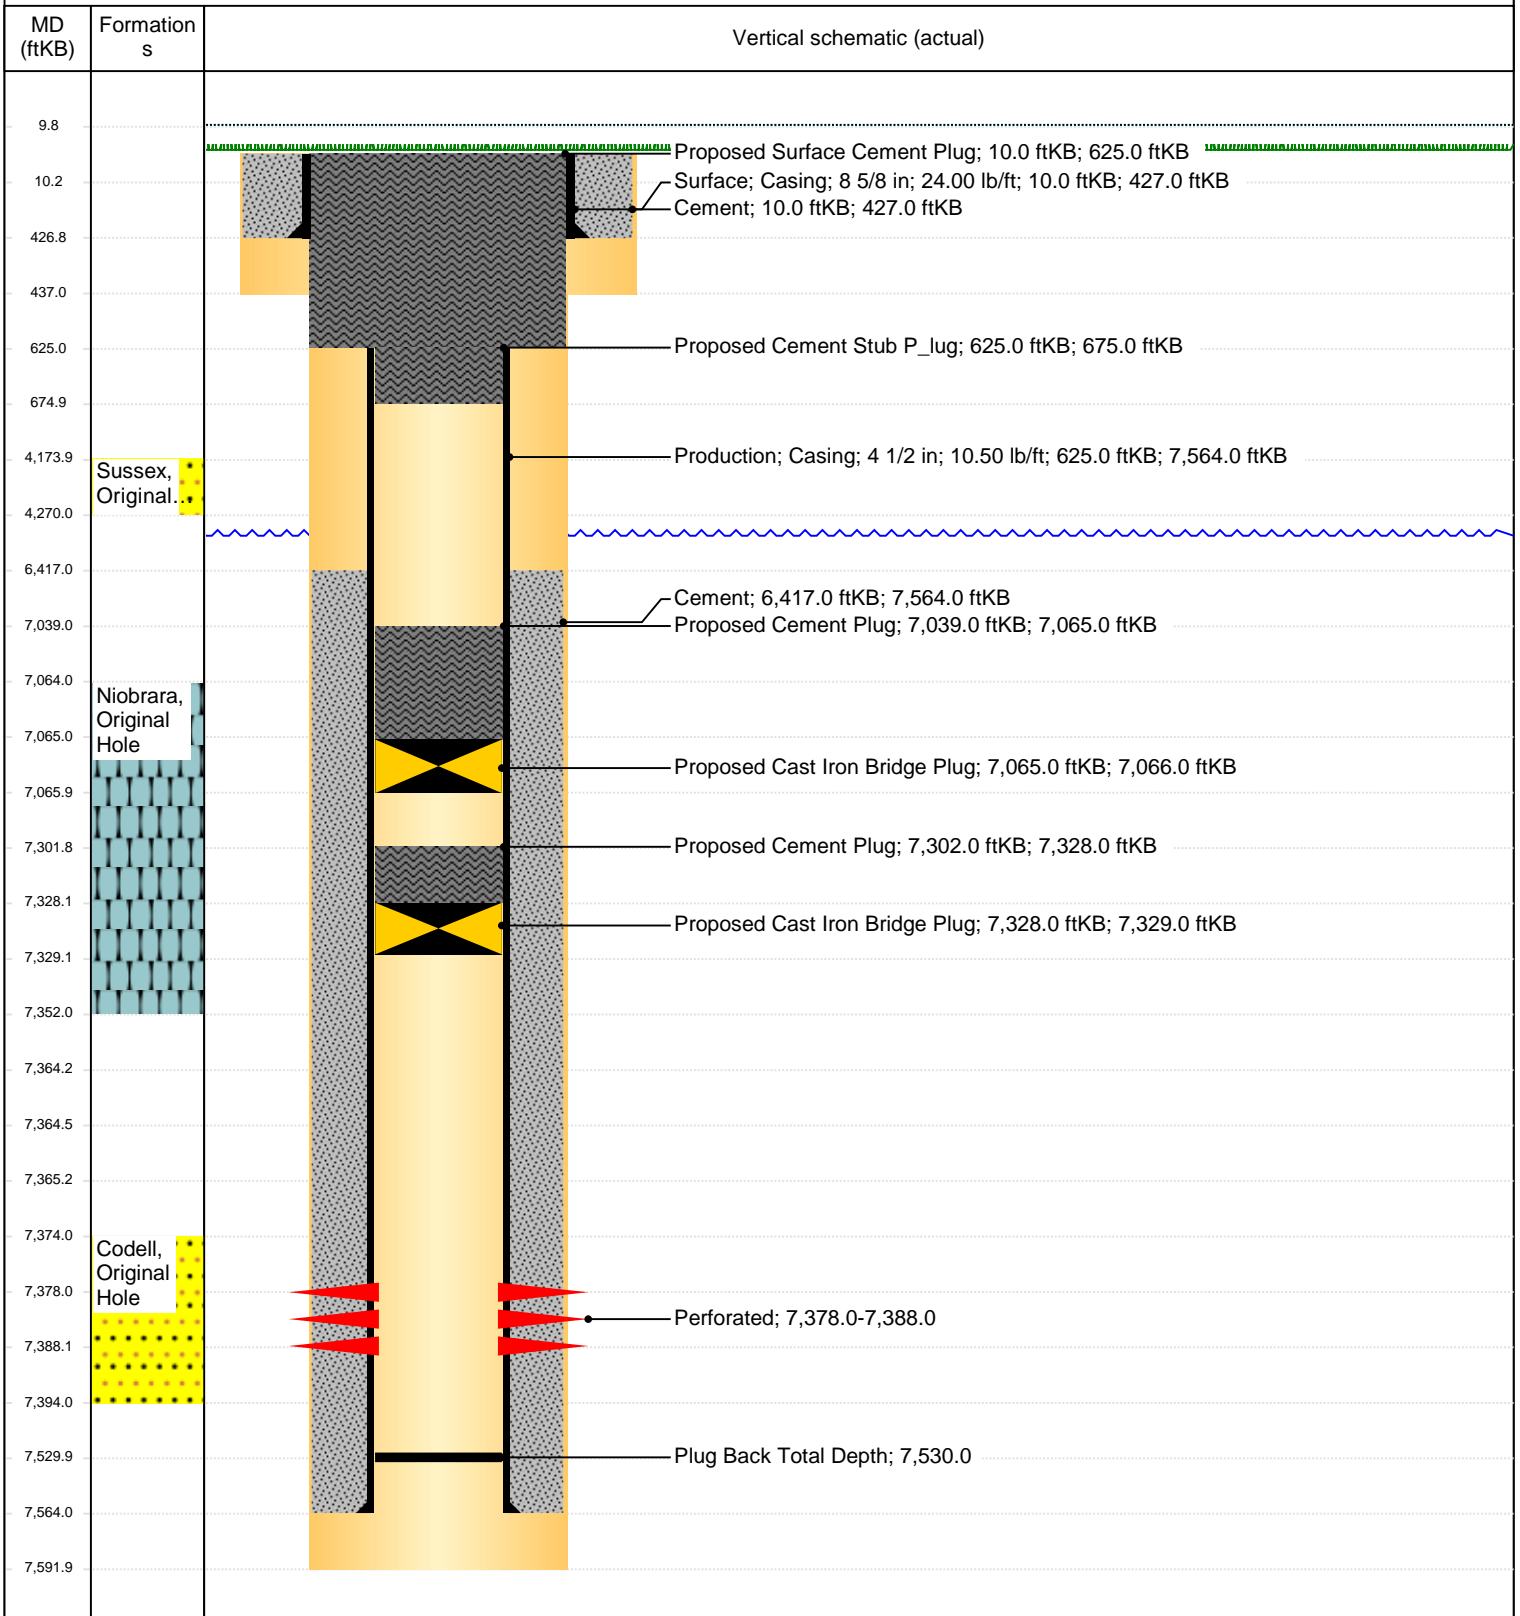 MD
(ftKB)
Formation
s
Vertical schematic (actual)
9.8
Proposed Surface Cement Plug; 10.0 ftKB; 625.0 ftKB
10.2
Surface; Casing; 8 5/8 in; 24.00 lb/ft; 10.0 ftKB; 427.0 ftKB
Cement; 10.0 ftKB; 427.0 ftKB
426.8
437.0
625.0
Proposed Cement Stub P_lug; 625.0 ftKB; 675.0 ftKB
674.9
4,173.9
Production; Casing; 4 1/2 in; 10.50 lb/ft; 625.0 ftKB; 7,564.0 ftKB
Sussex,
Original...
4,270.0
6,417.0
Cement; 6,417.0 ftKB; 7,564.0 ftKB
7,039.0
Proposed Cement Plug; 7,039.0 ftKB; 7,065.0 ftKB
7,064.0
Niobrara,
Original
Hole
7,065.0
Proposed Cast Iron Bridge Plug; 7,065.0 ftKB; 7,066.0 ftKB
7,065.9
7,301.8
Proposed Cement Plug; 7,302.0 ftKB; 7,328.0 ftKB
7,328.1
Proposed Cast Iron Bridge Plug; 7,328.0 ftKB; 7,329.0 ftKB
7,329.1
7,352.0
7,364.2
7,364.5
7,365.2
7,374.0
Codell,
Original
Hole
7,378.0
Perforated; 7,378.0-7,388.0
7,388.1
7,394.0
7,529.9
Plug Back Total Depth; 7,530.0
7,564.0
7,591.9